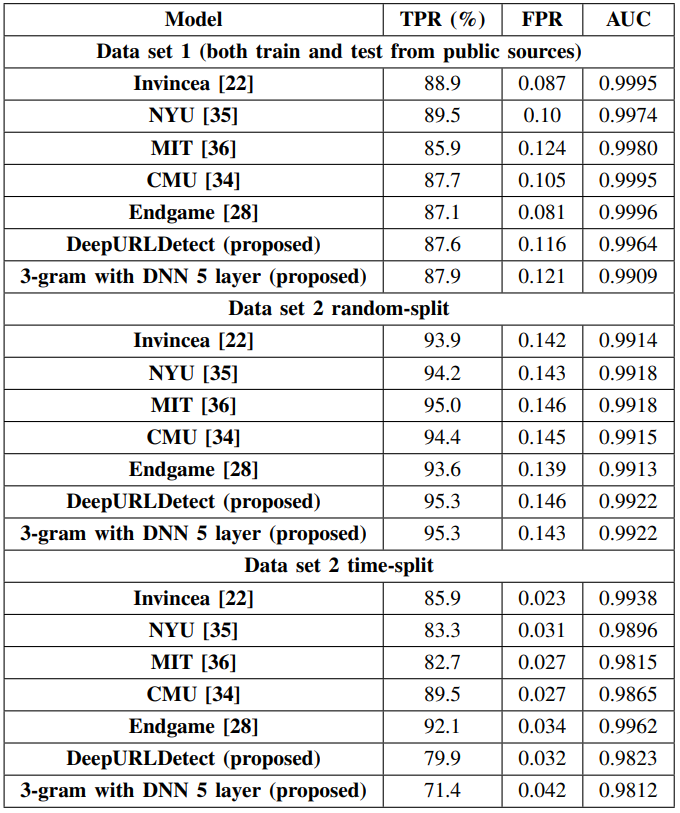 Model TPR (%) FPR AUC
Data set 1 (both train and test from public sources)
Invincea [22] 88.9 0.087 0.9995
NYU [35] 89.5 0.10 0.9974
MIT [36] 85.9 0.124 0.9980
CMU [34] 87.7 0.105 0.9995
Endgame [28] 87.1 0.081 0.9996
DeepURLDetect (proposed) 87.6 0.116 0.9964
3-gram with DNN 5 layer (proposed) 87.9 0.121 0.9909
Data set 2 random-split
Invincea [22] 93.9 0.142 0.9914
NYU [35] 94.2 0.143 0.9918
MIT [36] 95.0 0.146 0.9918
CMU [34] 94.4 0.145 0.9915
Endgame [28] 93.6 0.139 0.9913
DeepURLDetect (proposed) 95.3 0.146 0.9922
3-gram with DNN 5 layer (proposed) 95.3 0.143 0.9922
Data set 2 time-split
Invincea [22] 85.9 0.023 0.9938
NYU [35] 83.3 0.031 0.9896
MIT [36] 82.7 0.027 0.9815
CMU [34] 89.5 0.027 0.9865
Endgame [28] 92.1 0.034 0.9962
DeepURLDetect (proposed) 79.9 0.032 0.9823
3-gram with DNN 5 layer (proposed) 71.4 0.042 0.9812